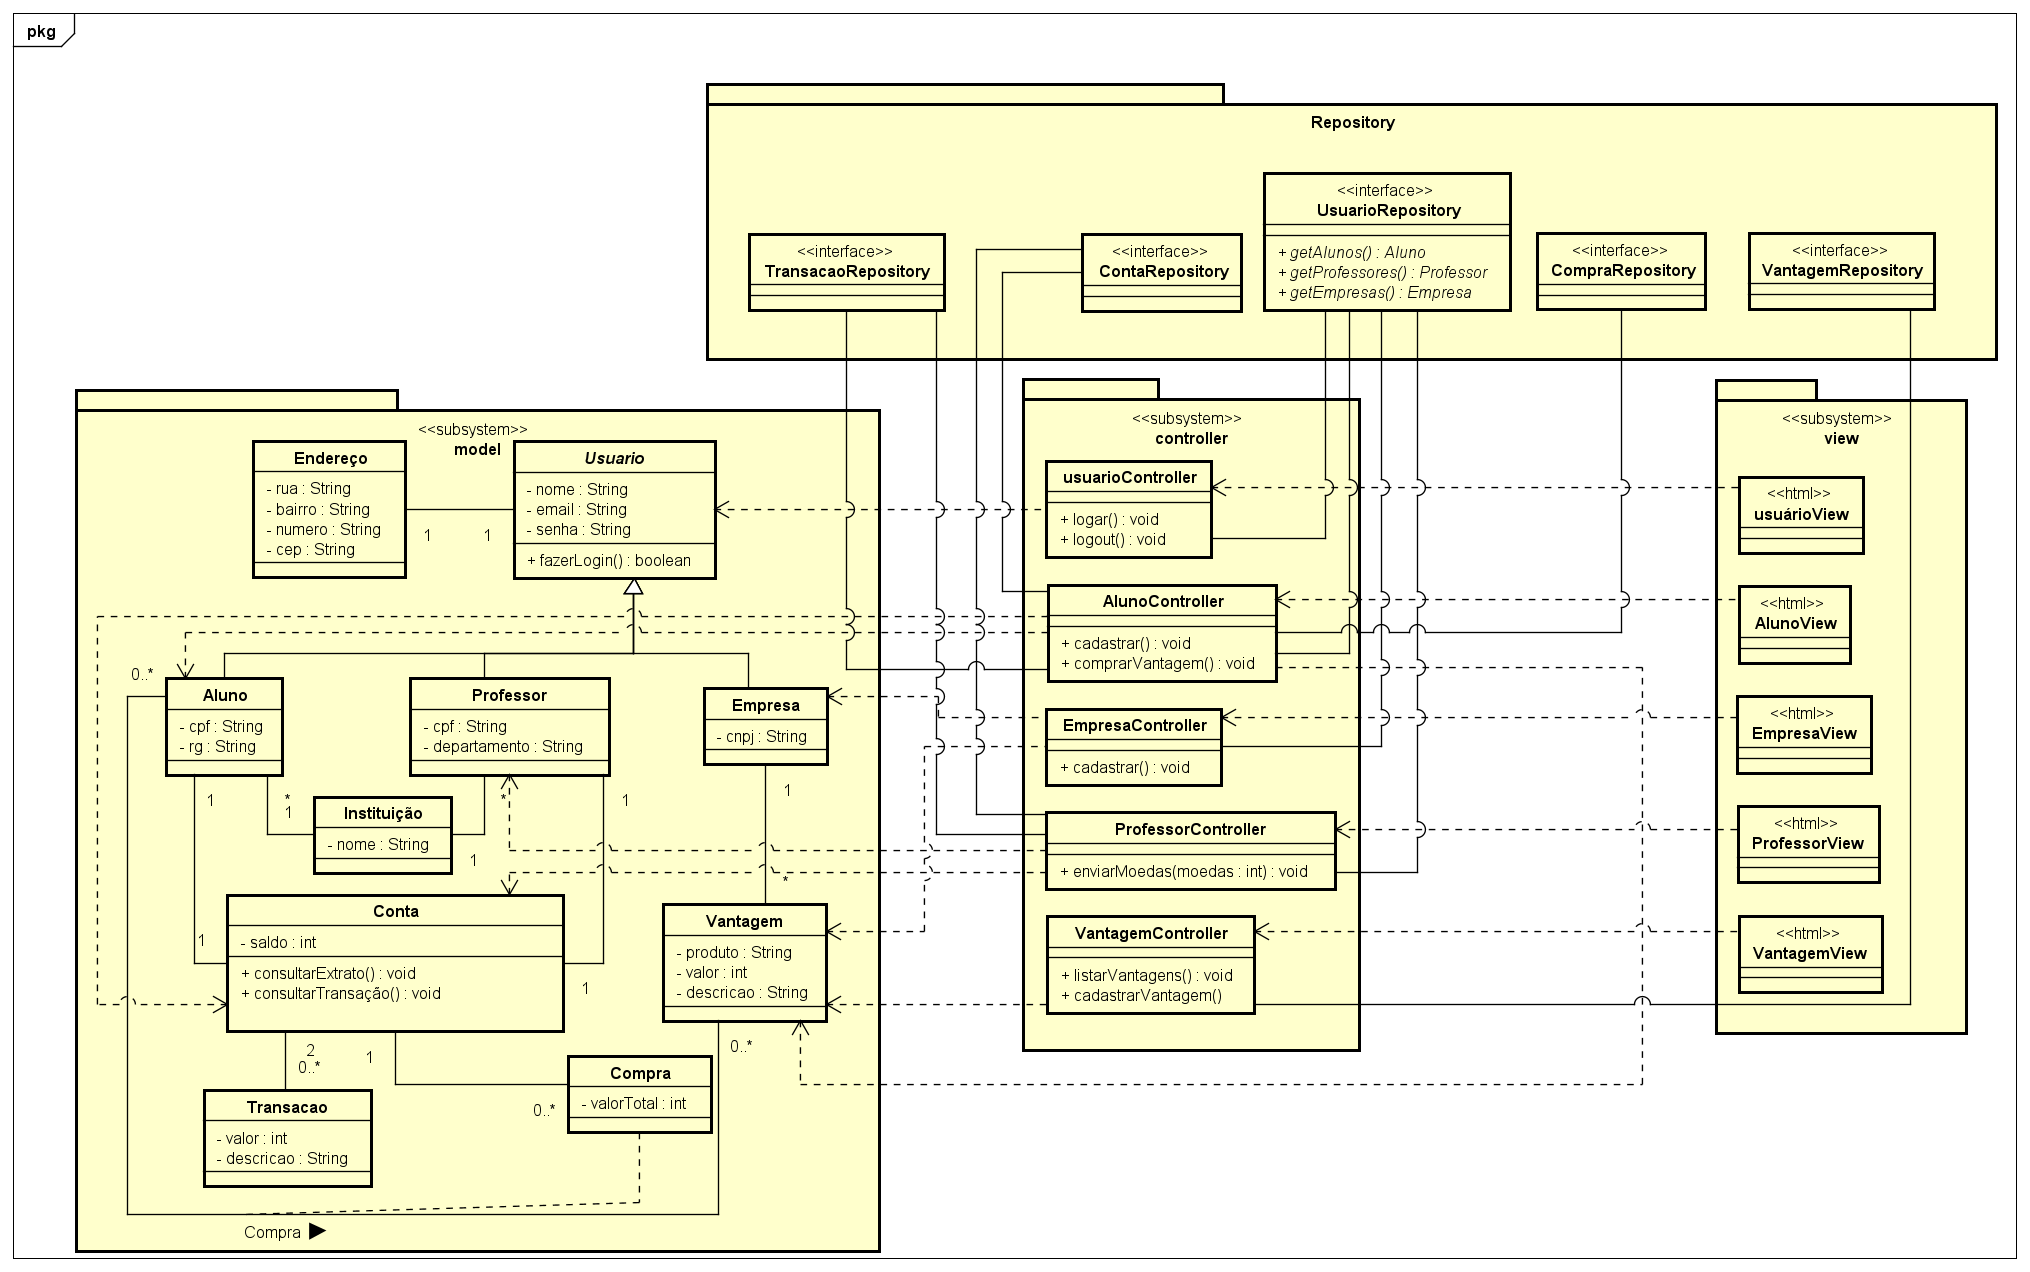 pkg
Repository
<<interface>>
TransacaoRepository
<<interface>>
ContaRepository
<<interface>>
UsuarioRepository
+ getAlunos() : Aluno
+ getProfessores() : Professor
+ getEmpresas() : Empresa
<<interface>>
CompraRepository
<<interface>>
VantagemRepository
<<subsystem>>
model
Endereço
- rua : String
- bairro : String
- numero : String
- cep : String
Usuario
- nome : String
- email : String
- senha : String
+ fazerLogin() : boolean
1
1
0..*
Aluno
- cpf : String
- rg : String
Professor
- cpf : String
- departamento : String
Empresa
- cnpj : String
1
*
1
*
1
1
Instituição
- nome : String
1
*
Conta
- saldo : int
+ consultarExtrato() : void
+ consultarTransação() : void
1
1
Vantagem
- produto : String
- valor : int
- descricao : String
2
0..*
1
0..*
Compra
- valorTotal : int
0..*
Transacao
- valor : int
- descricao : String
Compra
<<subsystem>>
controller
usuarioController
+ logar() : void
+ logout() : void
AlunoController
+ cadastrar() : void
+ comprarVantagem() : void
EmpresaController
+ cadastrar() : void
ProfessorController
+ enviarMoedas(moedas : int) : void
VantagemController
+ listarVantagens() : void
+ cadastrarVantagem()
<<subsystem>>
view
<<html>>
usuárioView
<<html>>
AlunoView
<<html>>
EmpresaView
<<html>>
ProfessorView
<<html>>
VantagemView